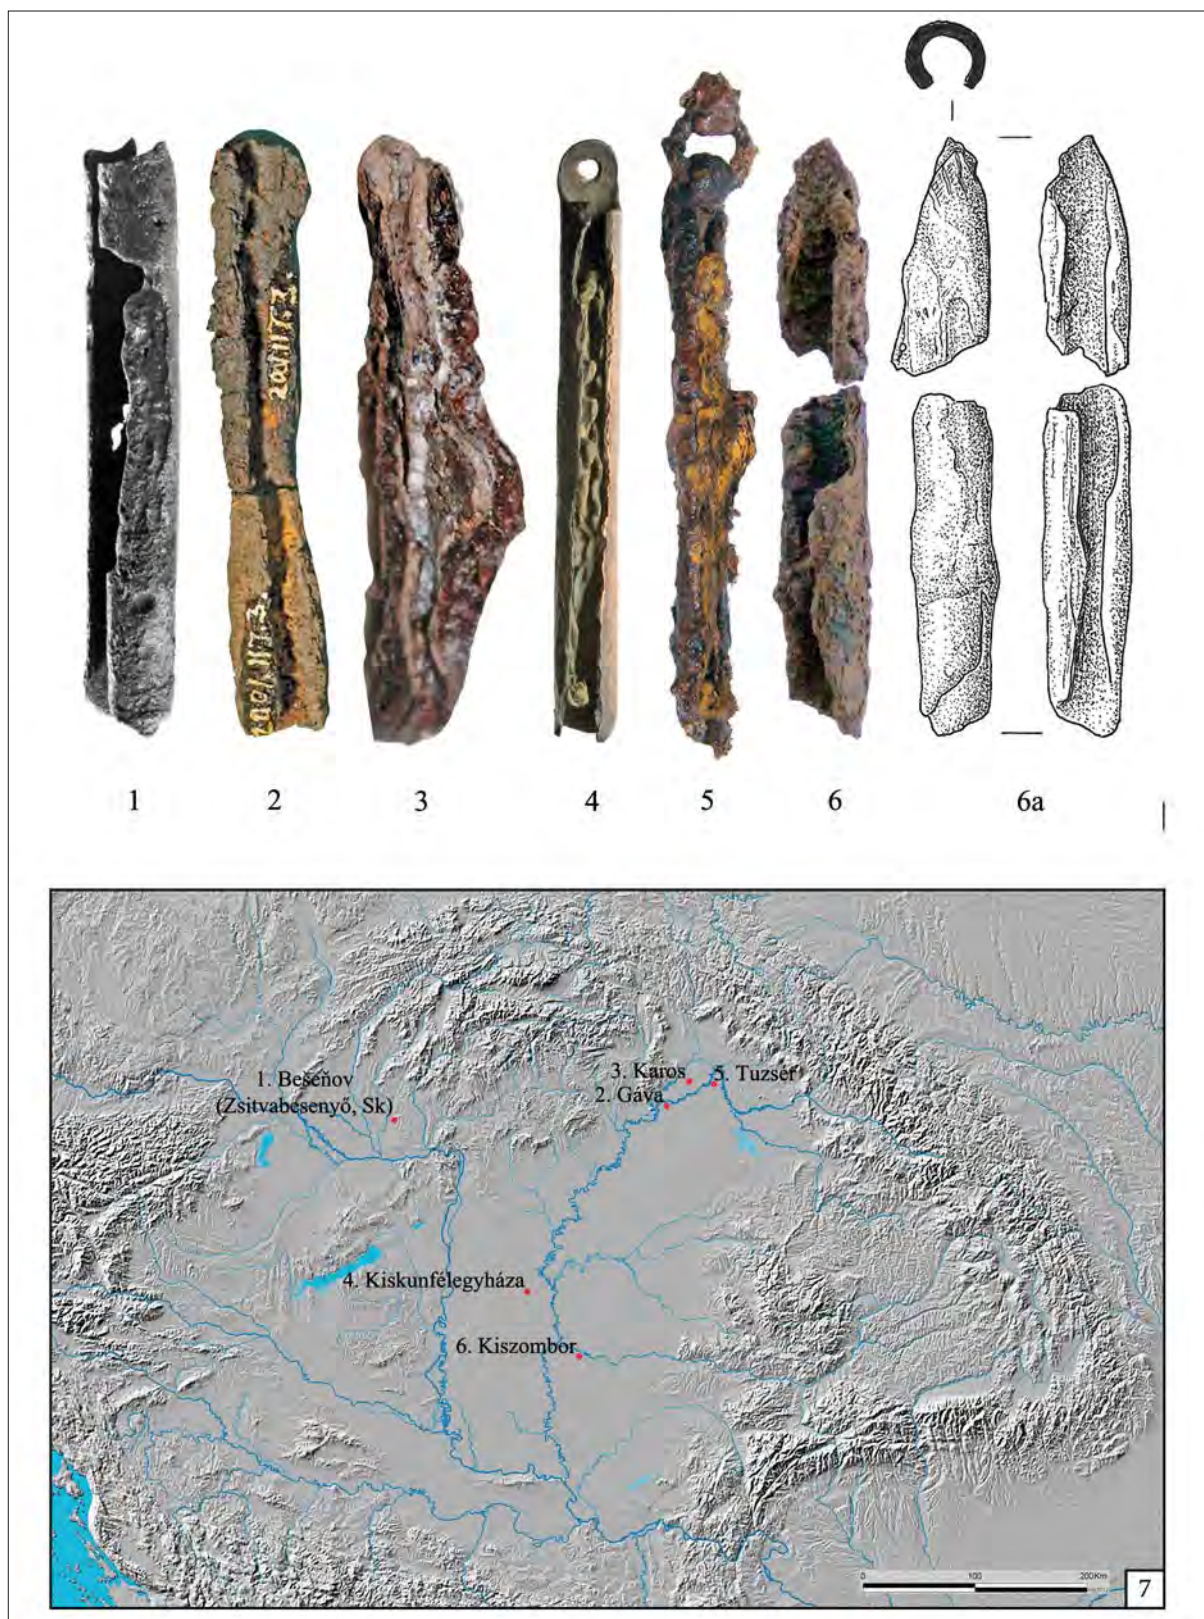 1
2
3
4
5
6
6a
1. Beseňov
(Zsitvabesenyő, Sk)
3. Karos
5. Tuzsér
2. Gáva
4. Kiskunfélegyháza
6. Kiszombor
0
100
200Km
7